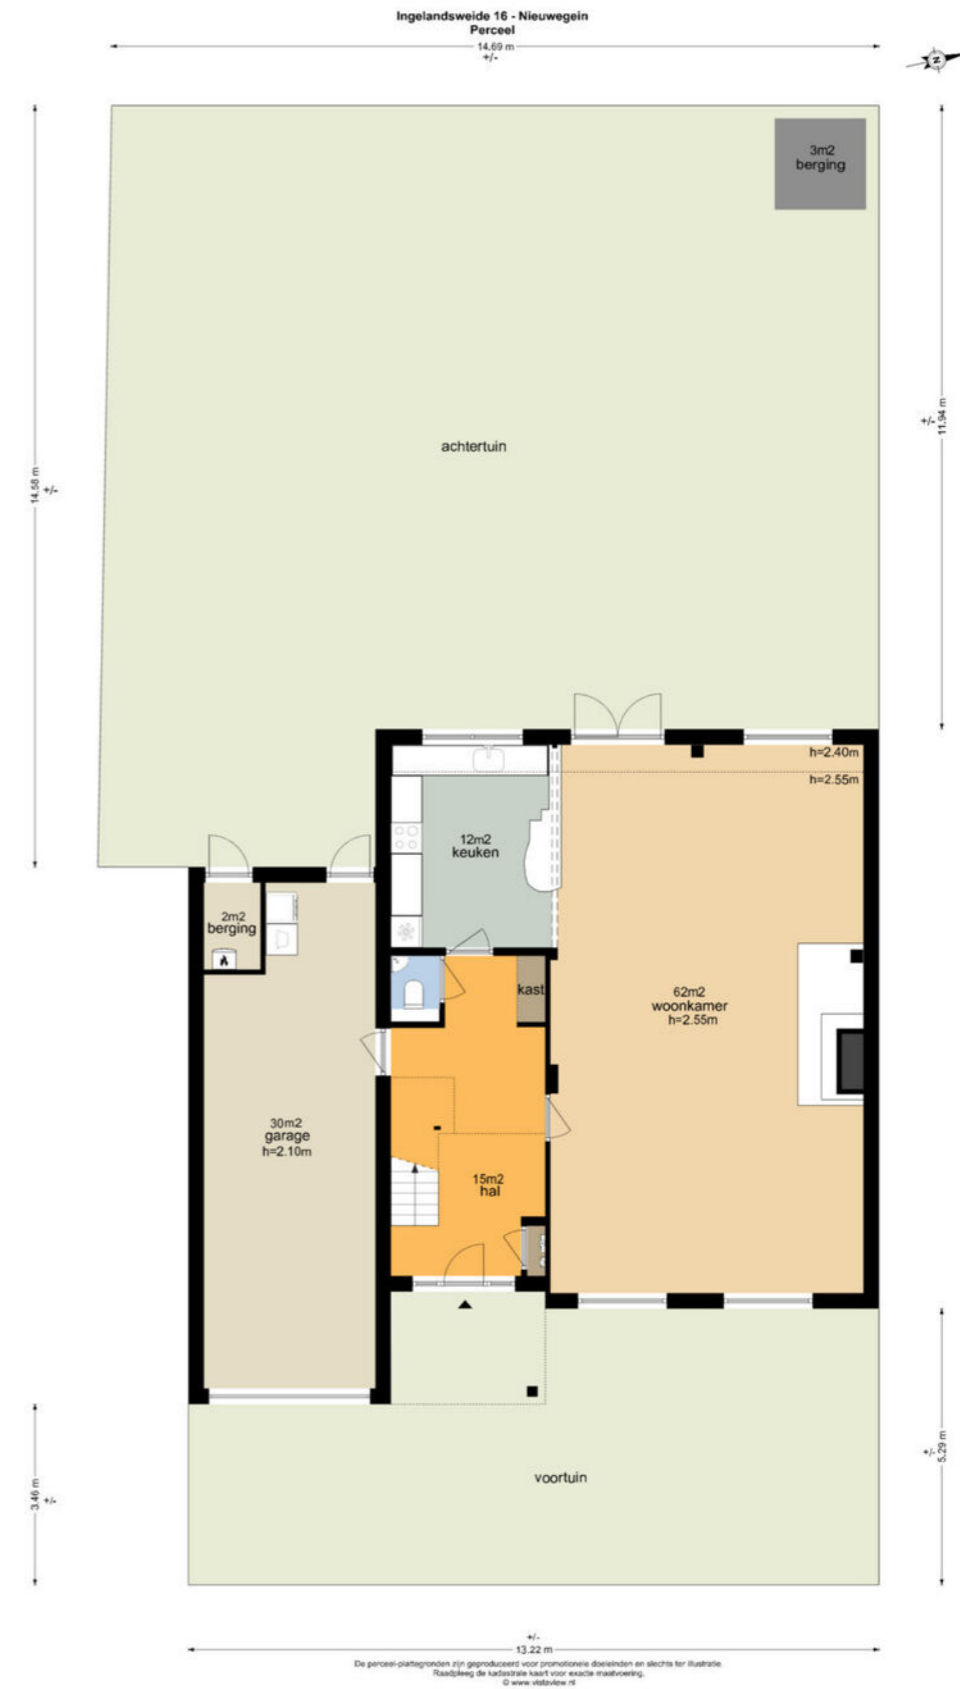 Ingelandsweide 16 - Nieuwegein
Perceel
14.69 m
+/-
N
3m2
berging
11.94 m
+/-
achtertuin
14.58 m
+/-
h=2.40m
h=2.55m
12m2
keuken
2m2
berging
kast
62m2
woonkamer
h=2.55m
30m2
garage
h=2.10m
15m2
hal
5.29 m
+/-
voortuin
3.46 m
+/-
+/-
13.22 m
De perceel-plattegronden zijn geproduceerd voor promotionele doeleinden en slechts ter illustratie.
Raadpleeg de kadastrale kaart voor exacte maatvoering.
© www.vistaview.nl